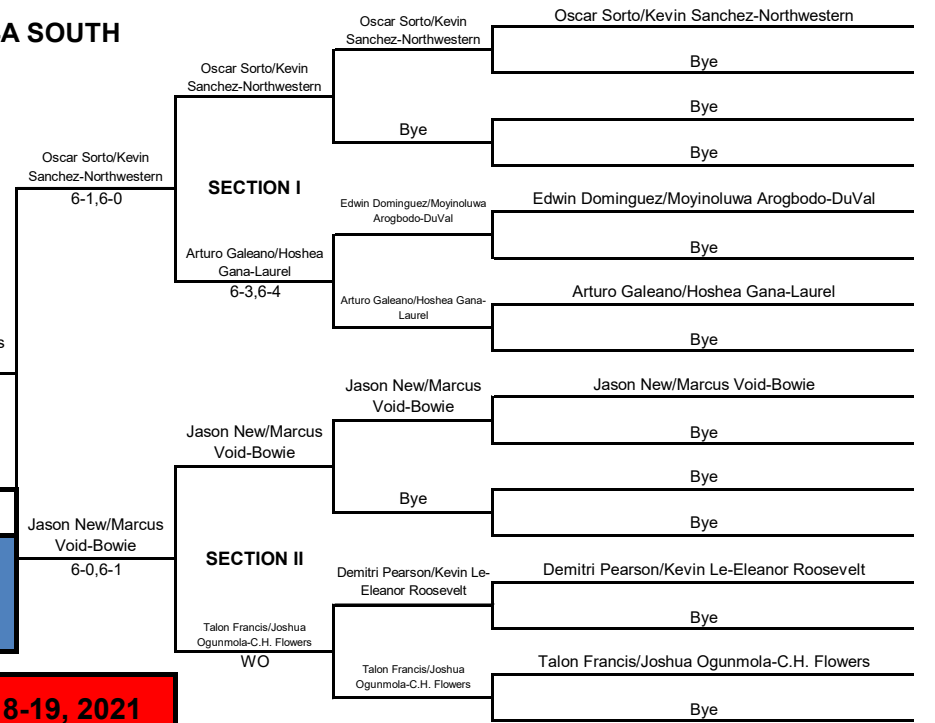 A SOUTH
Oscar Sorto/Kevin
Sanchez-Northwestern
Oscar Sorto/Kevin Sanchez-Northwestern
Bye
Oscar Sorto/Kevin
Sanchez-Northwestern
Bye
Bye
Bye
Oscar Sorto/Kevin
Sanchez-Northwestern
6-1,6-0
SECTION I
Edwin Dominguez/Moyinoluwa
Arogbodo-DuVal
Edwin Dominguez/Moyinoluwa Arogbodo-DuVal
Bye
Arturo Galeano/Hoshea
Gana-Laurel
6-3,6-4
Arturo Galeano/Hoshea Gana-
Laurel
Arturo Galeano/Hoshea Gana-Laurel
Bye
s
Jason New/Marcus
Void-Bowie
Jason New/Marcus Void-Bowie
Bye
Jason New/Marcus
Void-Bowie
Bye
Bye
Bye
Jason New/Marcus
Void-Bowie
6-0,6-1
SECTION II
Demitri Pearson/Kevin Le-
Eleanor Roosevelt
Demitri Pearson/Kevin Le-Eleanor Roosevelt
Bye
Talon Francis/Joshua
Ogunmola-C.H. Flowers
WO
Talon Francis/Joshua
Ogunmola-C.H. Flowers
Talon Francis/Joshua Ogunmola-C.H. Flowers
Bye
8-19, 2021